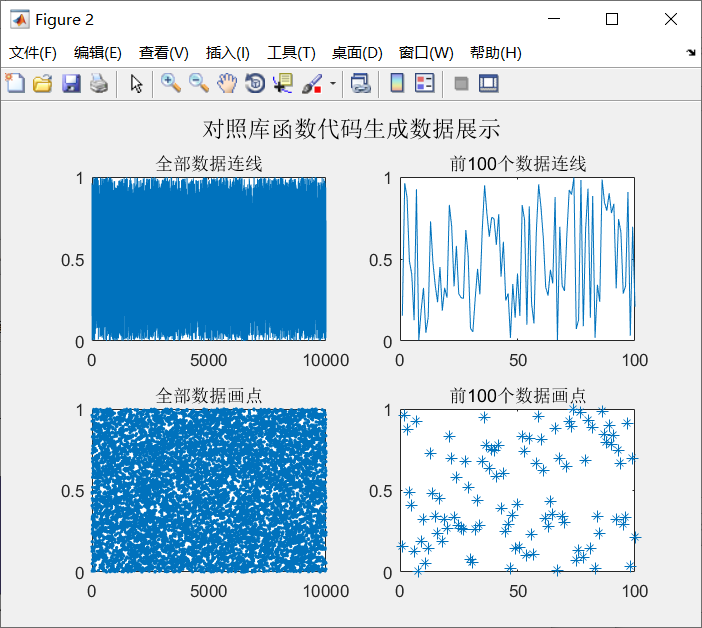 Figure 2
文件(F) 编辑(E) 查看(V) 插入(I) 工具(T) 桌面(D) 窗口(W) 帮助(H)
对照库函数代码生成数据展示
全部数据连线
1
0.5
0
0 5000 10000
前100个数据连线
1
0.5
0
0 50 100
全部数据画点
1
0.5
0
0 5000 10000
前100个数据画点
1
0.5
0
0 50 100